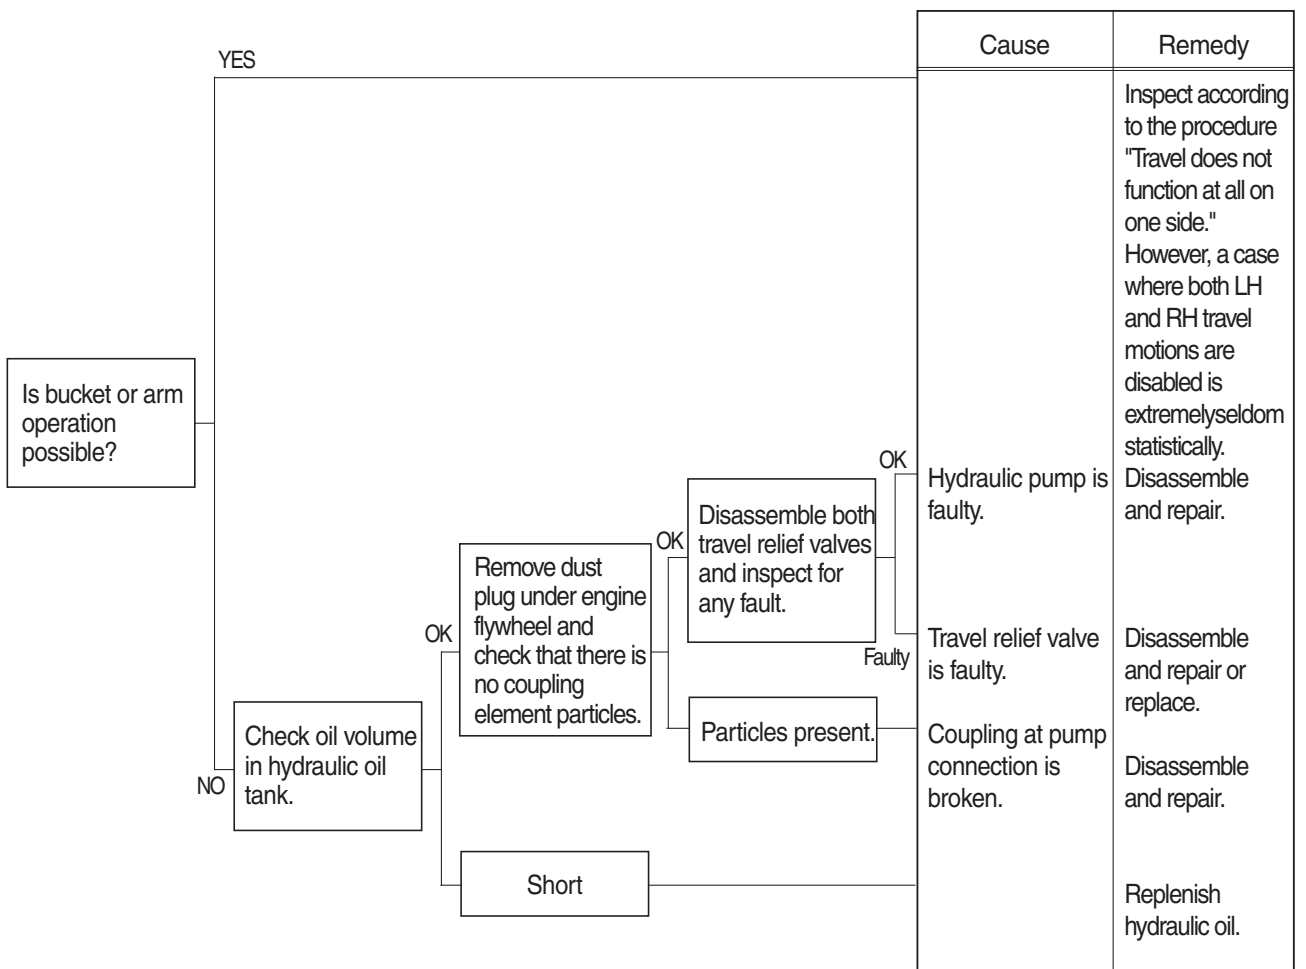 Cause
Remedy
YES
Inspect according
to the procedure
"Travel does not
function at all on
one side."
However, a case
where both LH
and RH travel
motions are
disabled is
extremelyseldom
statistically.
Is bucket or arm
operation
possible?
NO
Check oil volume
in hydraulic oil
tank.
OK
Remove dust
plug under engine
flywheel and
check that there is
no coupling
element particles.
OK
Disassemble both
travel relief valves
and inspect for
any fault.
OK
Hydraulic pump is
faulty.
Disassemble
and repair.
Faulty
Travel relief valve
is faulty.
Disassemble
and repair or
replace.
Particles present.
Coupling at pump
connection is
broken.
Disassemble
and repair.
Short
Replenish
hydraulic oil.